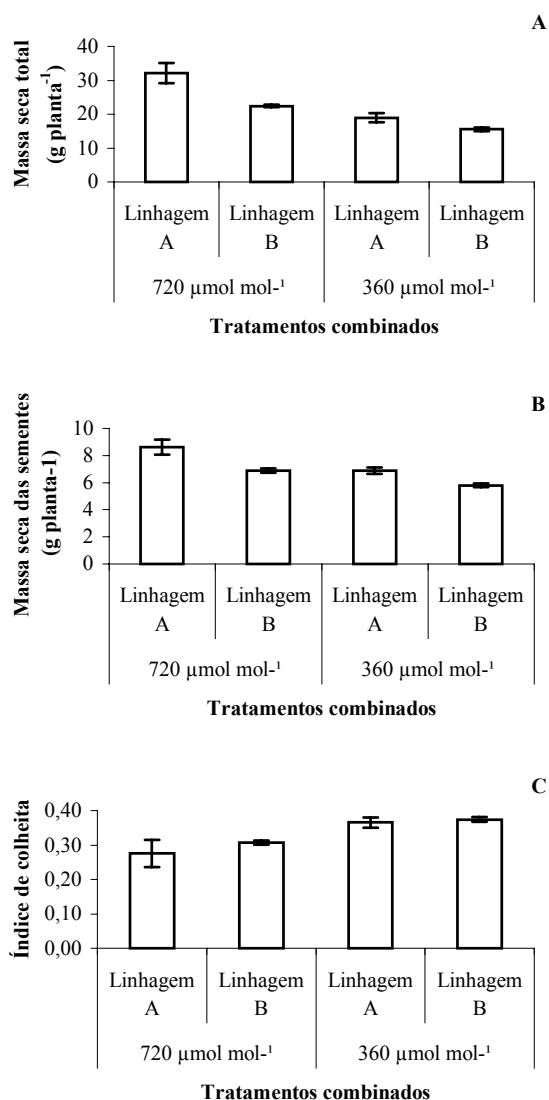 A
Massa seca total
(g planta⁻¹)
40
30
20
10
0
Linhagem A
Linhagem B
Linhagem A
Linhagem B
720 µmol mol-¹
360 µmol mol-¹
Tratamentos combinados
B
Massa seca das sementes
(g planta-1)
10
8
6
4
2
0
Linhagem A
Linhagem B
Linhagem A
Linhagem B
720 µmol mol-¹
360 µmol mol-¹
Tratamentos combinados
C
Índice de colheita
0,40
0,30
0,20
0,10
0,00
Linhagem A
Linhagem B
Linhagem A
Linhagem B
720 µmol mol-¹
360 µmol mol-¹
Tratamentos combinados